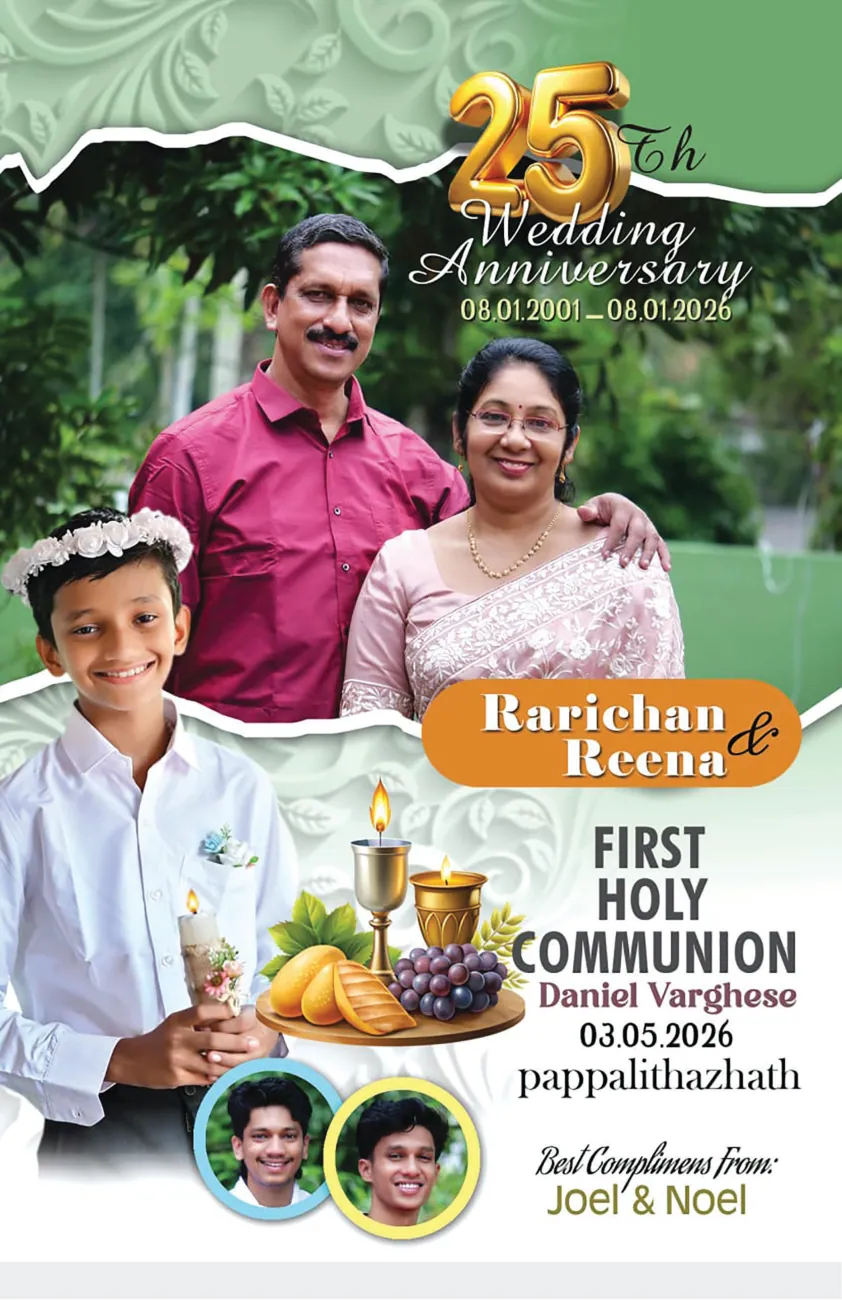 25Th
Wedding
Anniversary
08.01.2001 – 08.01.2026
Rarichan &
Reena
FIRST
HOLY
COMMUNION
Daniel Varghese
03.05.2026
pappalithazhath
Best Complimens From:
Joel & Noel